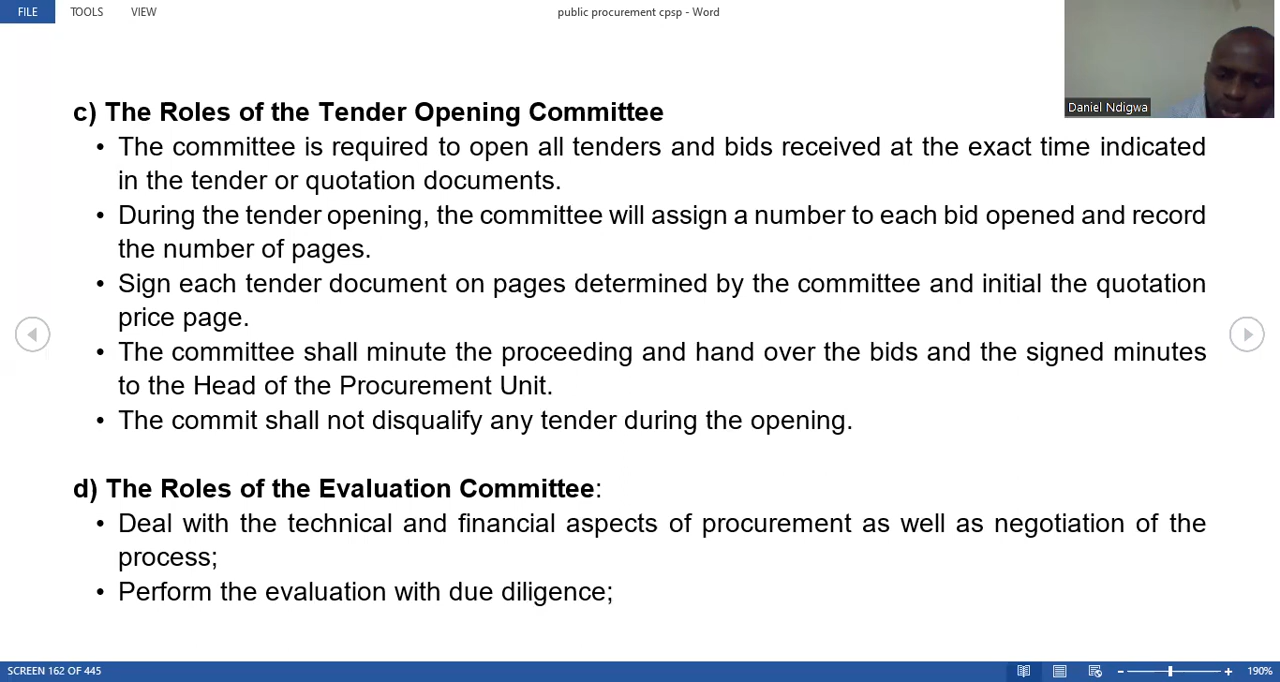 FILE TOOLS VIEW public procurement cpsp - Word
Daniel Ndigwa
c) The Roles of the Tender Opening Committee
• The committee is required to open all tenders and bids received at the exact time indicated
in the tender or quotation documents.
• During the tender opening, the committee will assign a number to each bid opened and record
the number of pages.
• Sign each tender document on pages determined by the committee and initial the quotation
price page.
• The committee shall minute the proceeding and hand over the bids and the signed minutes
to the Head of the Procurement Unit.
• The commit shall not disqualify any tender during the opening.
d) The Roles of the Evaluation Committee:
• Deal with the technical and financial aspects of procurement as well as negotiation of the
process;
• Perform the evaluation with due diligence;
SCREEN 162 OF 445 190%